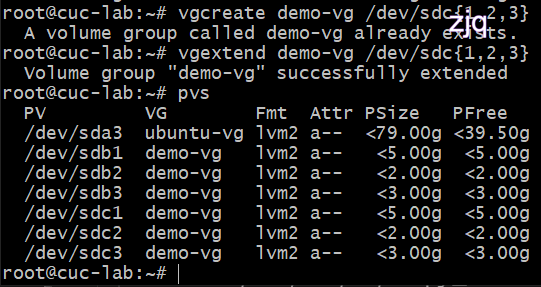 root@cuc-lab:~# vgcreate demo-vg /dev/sdc{1,2,3}
A volume group called demo-vg already exists.
zjq
root@cuc-lab:~# vgextend demo-vg /dev/sdc{1,2,3}
Volume group "demo-vg" successfully extended
root@cuc-lab:~# pvs
PV VG Fmt Attr PSize PFree
/dev/sda3 ubuntu-vg lvm2 a-- <79.00g <39.50g
/dev/sdb1 demo-vg lvm2 a-- <5.00g <5.00g
/dev/sdb2 demo-vg lvm2 a-- <2.00g <2.00g
/dev/sdb3 demo-vg lvm2 a-- <3.00g <3.00g
/dev/sdc1 demo-vg lvm2 a-- <5.00g <5.00g
/dev/sdc2 demo-vg lvm2 a-- <2.00g <2.00g
/dev/sdc3 demo-vg lvm2 a-- <3.00g <3.00g
root@cuc-lab:~#